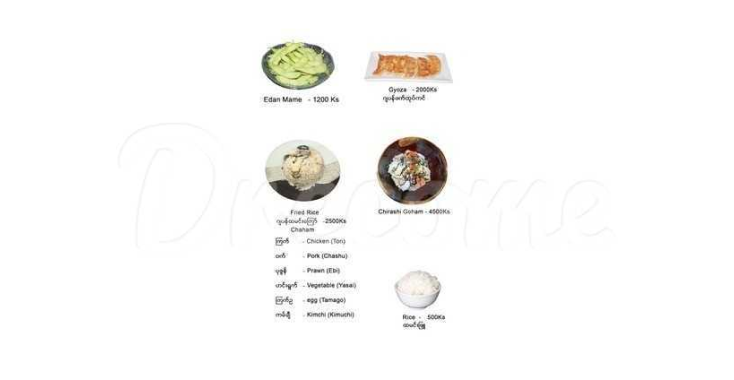 Edan Mame - 1200 Ks
Gyoza - 2000Ks
ဂျပန်ဖက်ထုပ်ကင်
Fried Rice
ဂျပန်ထမင်းကြော် -2500Ks
Chaham
Chirashi Goham - 4500Ks
ကြက် - Chicken (Tori)
ဝက် - Pork (Chashu)
ပုစွန် - Prawn (Ebi)
ဟင်းရွက် - Vegetable (Yasai)
ကြက်ဥ - egg (Tamago)
ကင်မ်ချီ - Kimchi (Kimuchi)
Rice - 500Ks
ထမင်းဖြူ